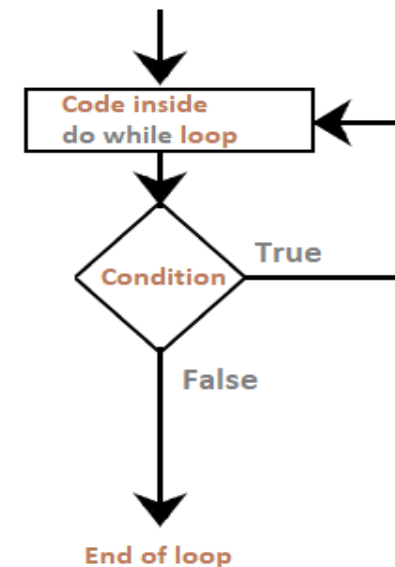 Code inside
do while loop
Condition
True
False
End of loop